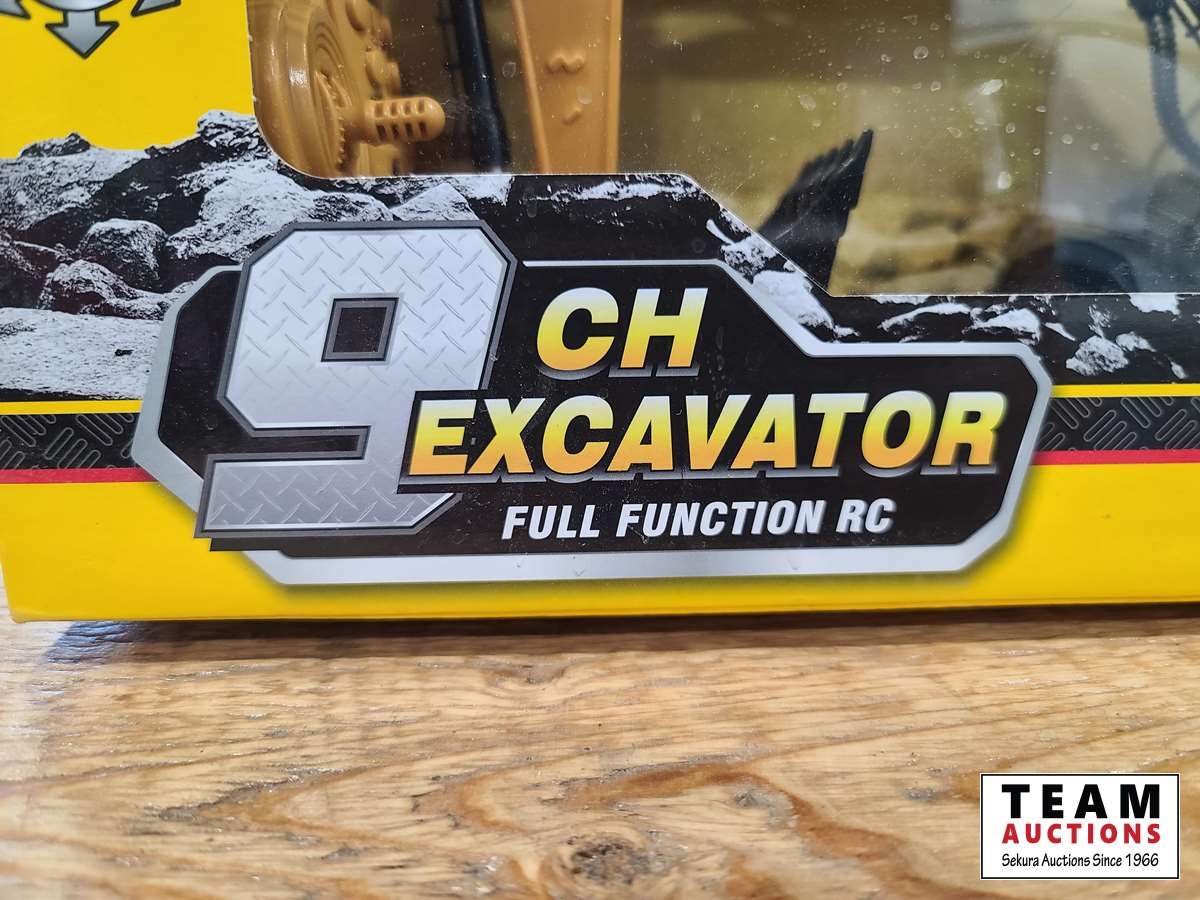 9 CH
EXCAVATOR
FULL FUNCTION RC
TEAM
AUCTIONS
Sekura Auctions Since 1966